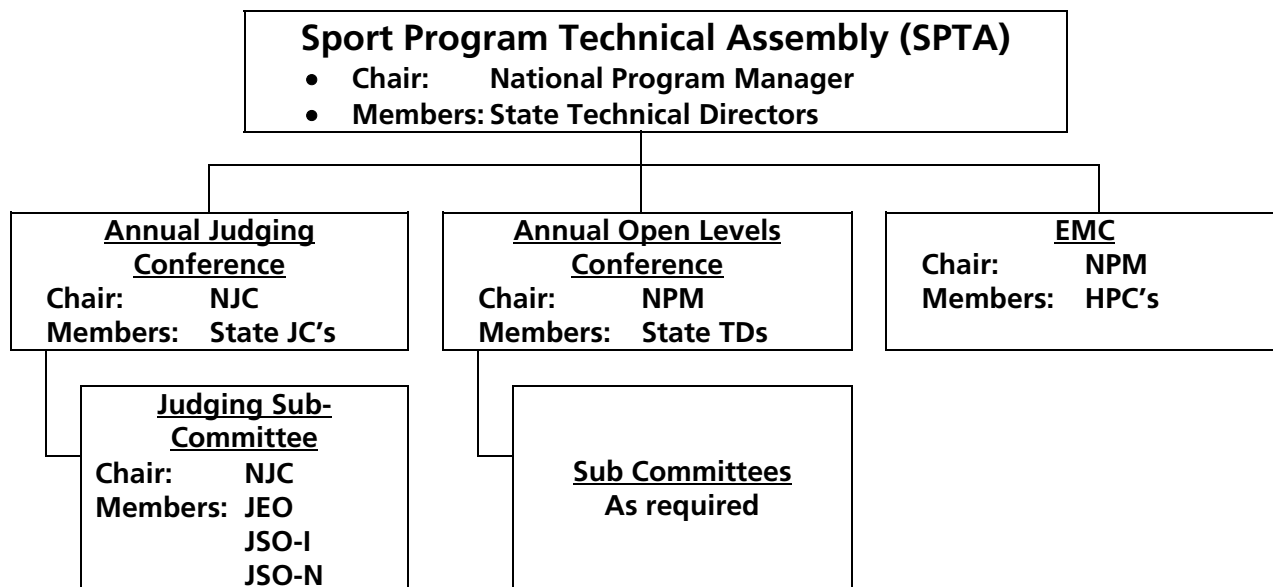 Sport Program Technical Assembly (SPTA)
• Chair: National Program Manager
• Members: State Technical Directors
Annual Judging
Conference
Chair: NJC
Members: State JC's
Annual Open Levels
Conference
Chair: NPM
Members: State TDs
EMC
Chair: NPM
Members: HPC's
Judging Sub-
Committee
Chair: NJC
Members: JEO
JSO-I
JSO-N
Sub Committees
As required